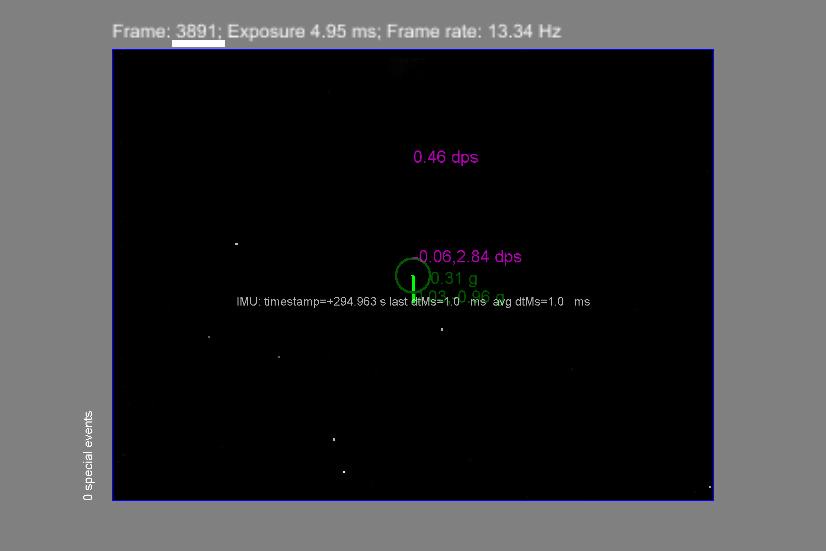 Frame: 3891; Exposure 4.95 ms; Frame rate: 13.34 Hz
0.46 dps
-0.06,2.84 dps
0.31 g
03,-0.96 g
IMU: timestamp=+294.963 s last dtMs=1.0 ms avg dtMs=1.0 ms
0 special events